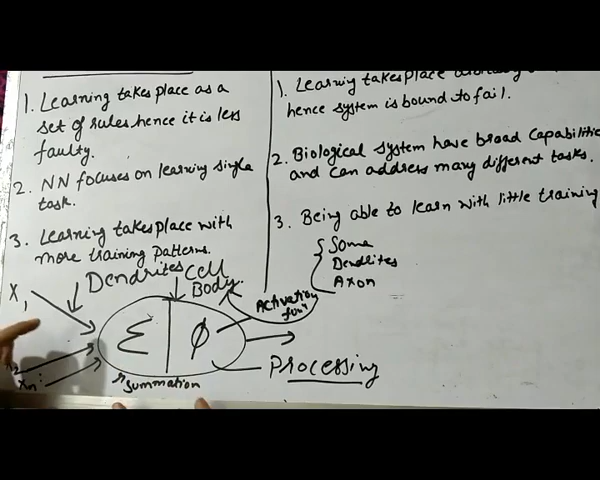 1. Learning takes place as a
set of rules hence it is less
faulty.
2. NN focuses on learning single
task.
3. Learning takes place with
more training patterns.
1. Learning takes place
hence system is bound to fail.
2. Biological system have broad Capabilitie
and can address many different tasks.
3. Being able to learn with little training
Soma
Dendrites
Axon
Dendrites
Cell
Body.
Activation
fun
X1
Σ
ϕ
Xn
Summation
Processing